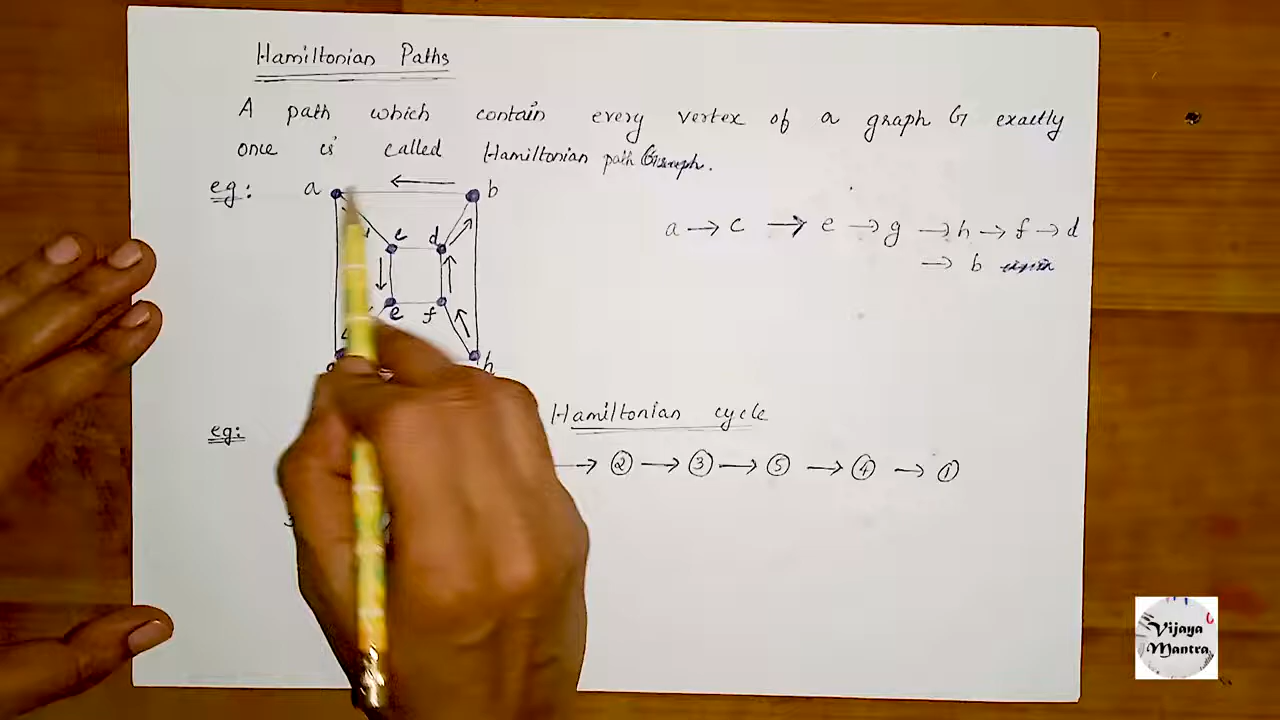 Hamiltonian Paths
A path which contain every vertex of a graph G exactly
once is called Hamiltonian path Graph.
eg: a b
a → c → e → g → h → f → d
→ b
c d
e f
h
Hamiltonian cycle
eg:
→ ② → ③ → ⑤ → ④ → ①
Vijaya
Mantra